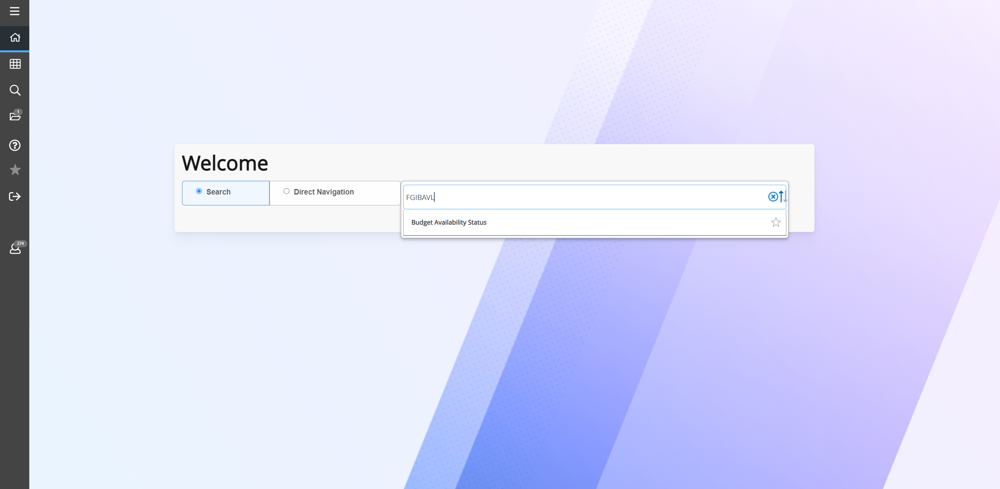 1
Welcome
Search
Direct Navigation
FGIBAVL
Budget Availability Status
274